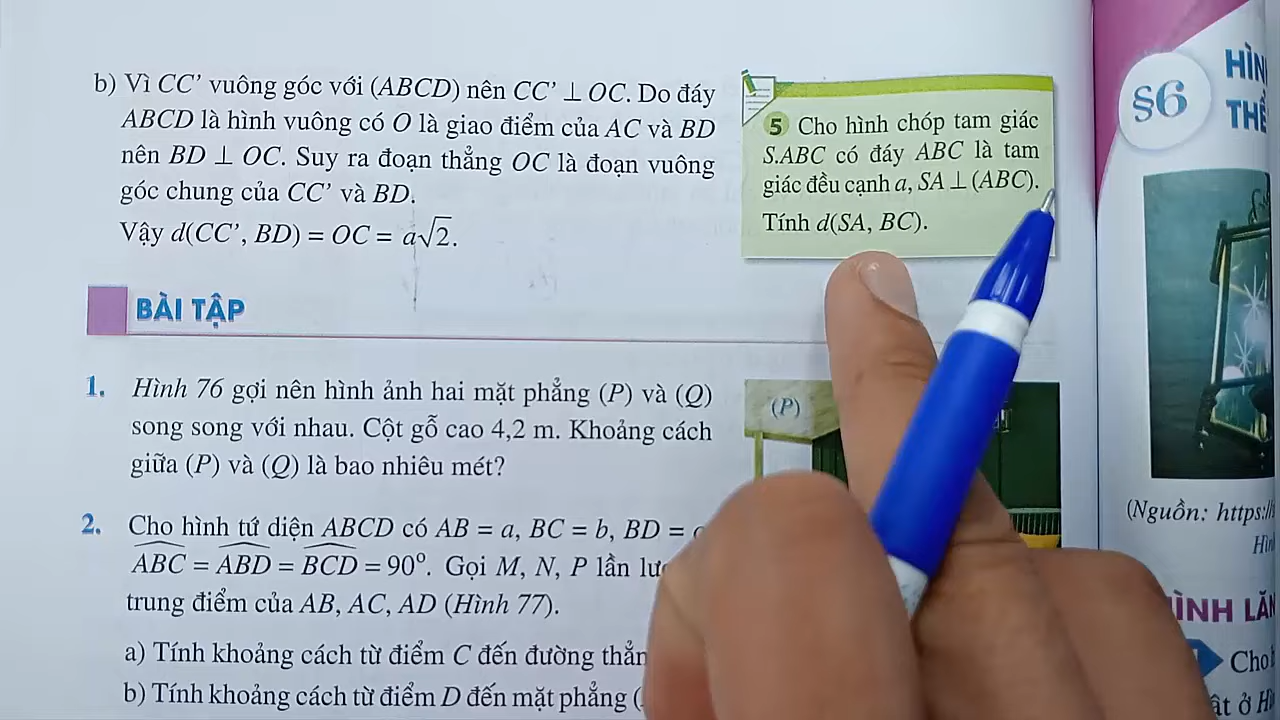 b) Vì CC’ vuông góc với (ABCD) nên CC’ ⊥ OC. Do đáy
ABCD là hình vuông có O là giao điểm của AC và BD
nên BD ⊥ OC. Suy ra đoạn thẳng OC là đoạn vuông
góc chung của CC’ và BD.
Vậy d(CC’, BD) = OC = a√2.
5 Cho hình chóp tam giác
S.ABC có đáy ABC là tam
giác đều cạnh a, SA ⊥ (ABC).
Tính d(SA, BC).
BÀI TẬP
1. Hình 76 gợi nên hình ảnh hai mặt phẳng (P) và (Q)
song song với nhau. Cột gỗ cao 4,2 m. Khoảng cách
giữa (P) và (Q) là bao nhiêu mét?
(P)
2. Cho hình tứ diện ABCD có AB = a, BC = b, BD =
ABC = ABD = BCD = 90°. Gọi M, N, P lần
trung điểm của AB, AC, AD (Hình 77).
a) Tính khoảng cách từ điểm C đến đường
b) Tính khoảng cách từ điểm D đến mặt phẳng (
§6
(Nguồn:
Cho
ở